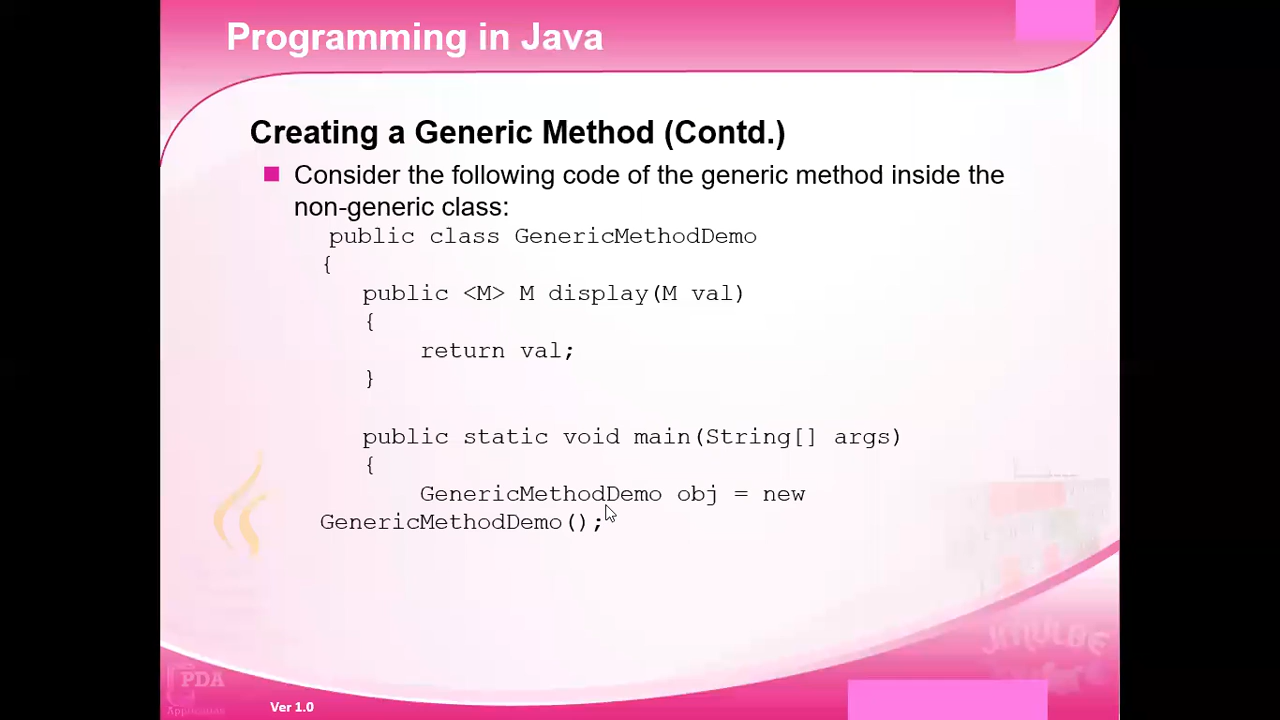 Programming in Java
Creating a Generic Method (Contd.)
Consider the following code of the generic method inside the
non-generic class:
public class GenericMethodDemo
{
public <M> M display(M val)
{
return val;
}
public static void main(String[] args)
{
GenericMethodDemo obj = new
GenericMethodDemo();
PDA
Application
Ver 1.0